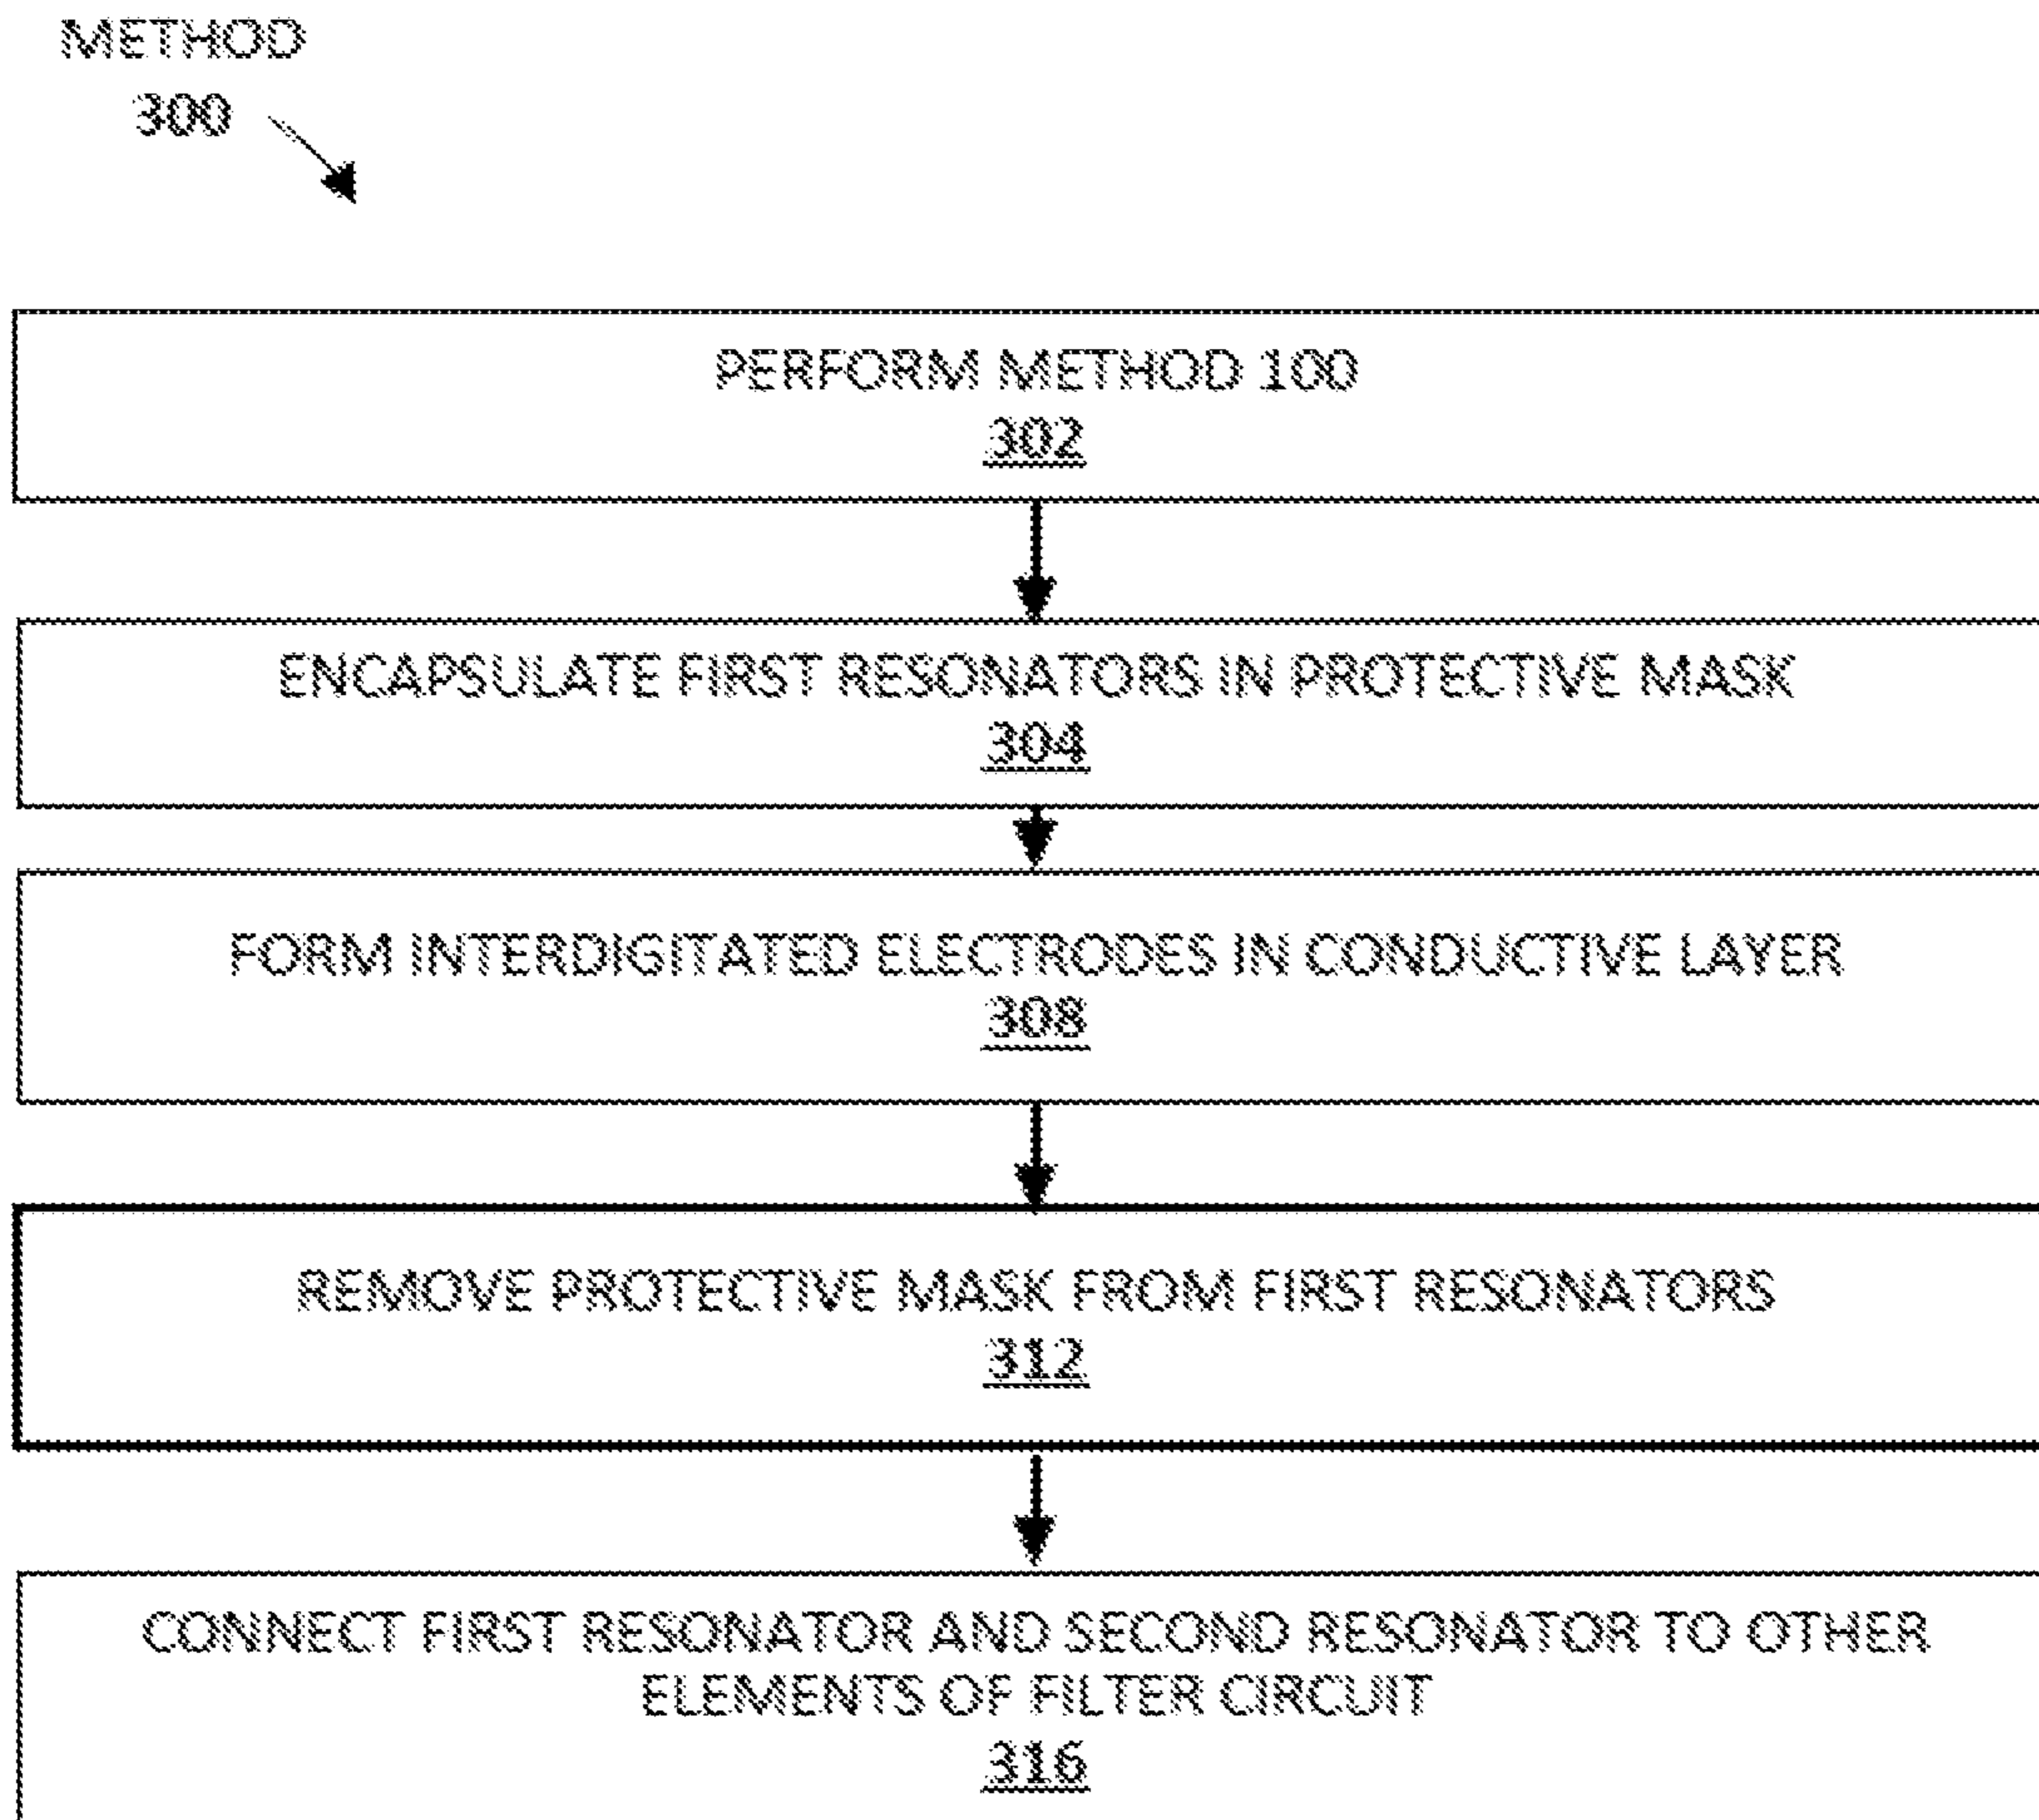 METHOD
300
PERFORM METHOD 100
302
ENCAPSULATE FIRST RESONATORS IN PROTECTIVE MASK
304
FORM INTERDIGITATED ELECTRODES IN CONDUCTIVE LAYER
308
REMOVE PROTECTIVE MASK FROM FIRST RESONATORS
312
CONNECT FIRST RESONATOR AND SECOND RESONATOR TO OTHER
ELEMENTS OF FILTER CIRCUIT
316